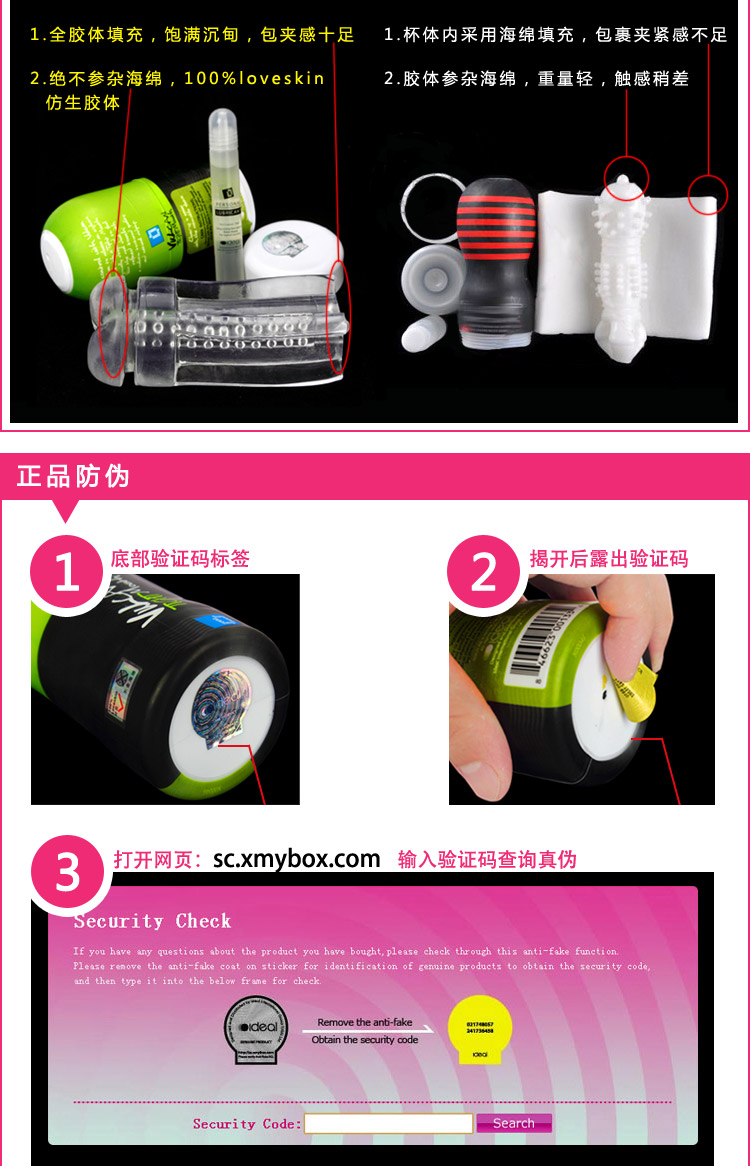 1.全胶体填充，饱满沉甸，包夹感十足
2.绝不参杂海绵，100%loveskin
仿生胶体
1.杯体内采用海绵填充，包裹夹紧感不足
2.胶体参杂海绵，重量轻，触感稍差
PERSONA
LUBRICANT
正品防伪
1
底部验证码标签
2
揭开后露出验证码
3
打开网页：sc.xmybox.com 输入验证码查询真伪
Security Check
If you have any questions about the product you have bought,please check through this anti-fake function.
Please remove the anti-fake coat on sticker for identification of genuine products to obtain the security code,
and then type it into the below frame for check.
ideal
GENUINE PRODUCT
Remove the anti-fake
Obtain the security code
021748057
241736458
ideal
Security Code:
Search